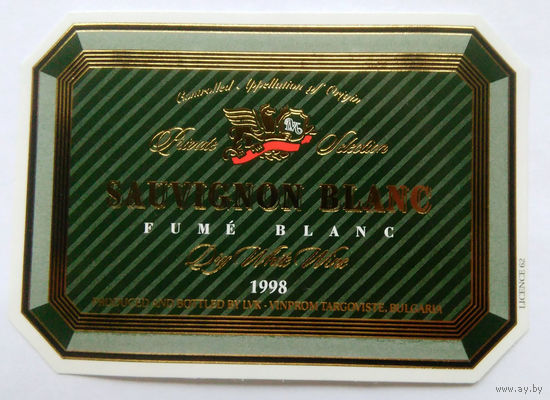 Controlled Appellation of Origin
Private Selection
SAUVIGNON BLANC
FUMÉ BLANC
Dry White Wine
1998
PRODUCED AND BOTTLED BY LVK · VINPROM TARGOVISTE, BULGARIA
LICENCE 62
www.ay.by